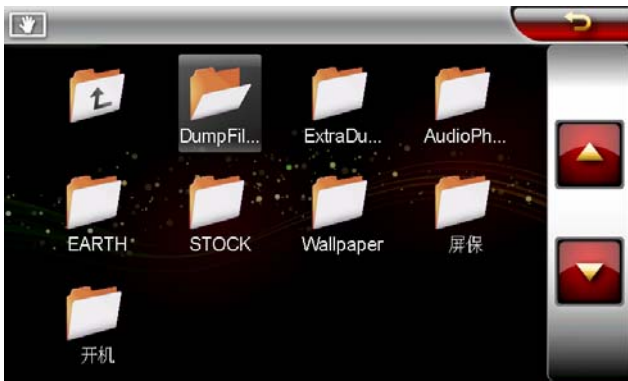 DumpFil...
ExtraDu...
AudioPh...
EARTH
STOCK
Wallpaper
屏保
开机